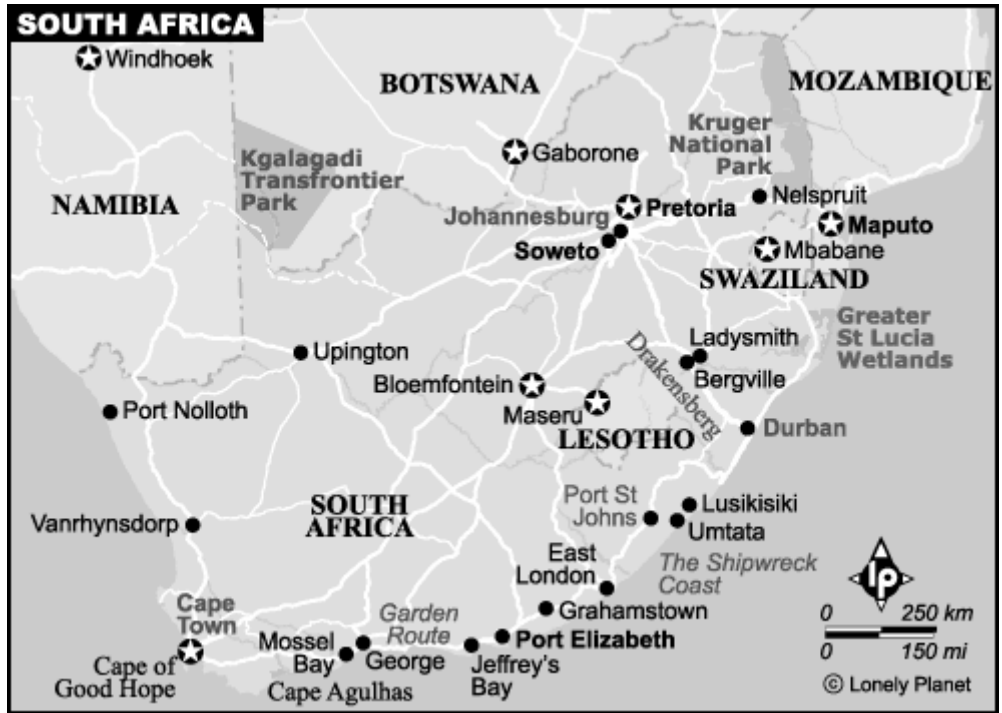 SOUTH AFRICA
Windhoek
BOTSWANA
MOZAMBIQUE
Kruger
National
Park
Gaborone
Kgalagadi
Transfrontier
Park
NAMIBIA
Nelspruit
Johannesburg
Pretoria
Maputo
Soweto
Mbabane
SWAZILAND
Greater
St Lucia
Wetlands
Ladysmith
Upington
Drakensberg
Bergville
Bloemfontein
Maseru
Port Nolloth
LESOTHO
Durban
SOUTH
AFRICA
Port St
Johns
Lusikisiki
Umtata
Vanrhynsdorp
East
London
The Shipwreck
Coast
Cape
Town
Garden
Route
Grahamstown
Mossel
Bay
George
Port Elizabeth
Jeffrey's
Bay
Cape of
Good Hope
Cape Agulhas
lp
0 250 km
0 150 mi
© Lonely Planet